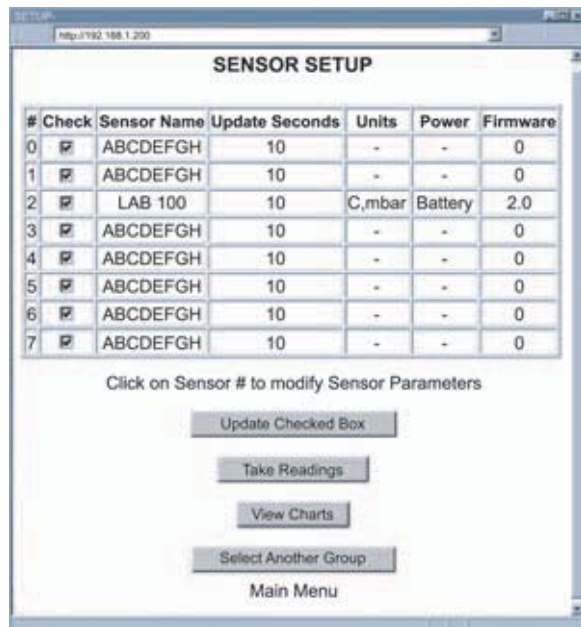 SETUP
http://192.168.1.200
SENSOR SETUP
# Check Sensor Name Update Seconds Units Power Firmware
0 ABCDEFGH 10 - - 0
1 ABCDEFGH 10 - - 0
2 LAB 100 10 C,mbar Battery 2.0
3 ABCDEFGH 10 - - 0
4 ABCDEFGH 10 - - 0
5 ABCDEFGH 10 - - 0
6 ABCDEFGH 10 - - 0
7 ABCDEFGH 10 - - 0
Click on Sensor # to modify Sensor Parameters
Update Checked Box
Take Readings
View Charts
Select Another Group
Main Menu